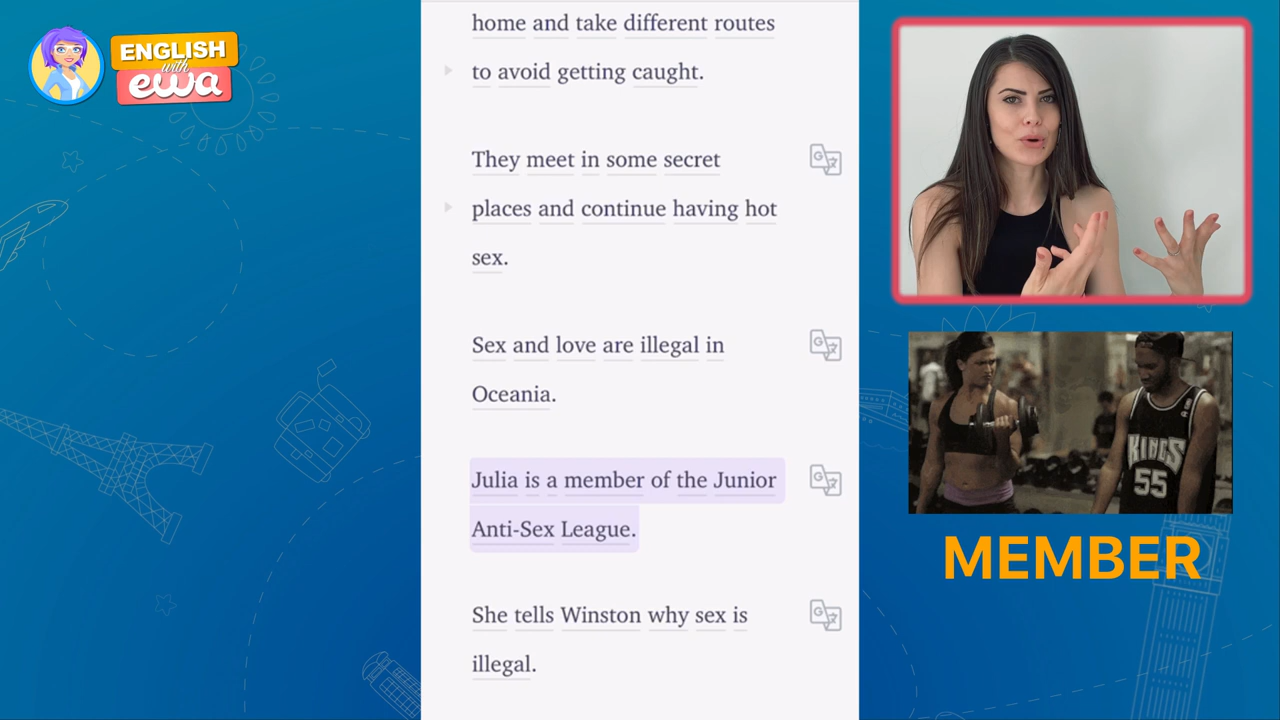 ENGLISH
with
ewa
home and take different routes
to avoid getting caught.
They meet in some secret
places and continue having hot
sex.
Sex and love are illegal in
Oceania.
Julia is a member of the Junior
Anti-Sex League.
She tells Winston why sex is
illegal.
KINGS
55
MEMBER